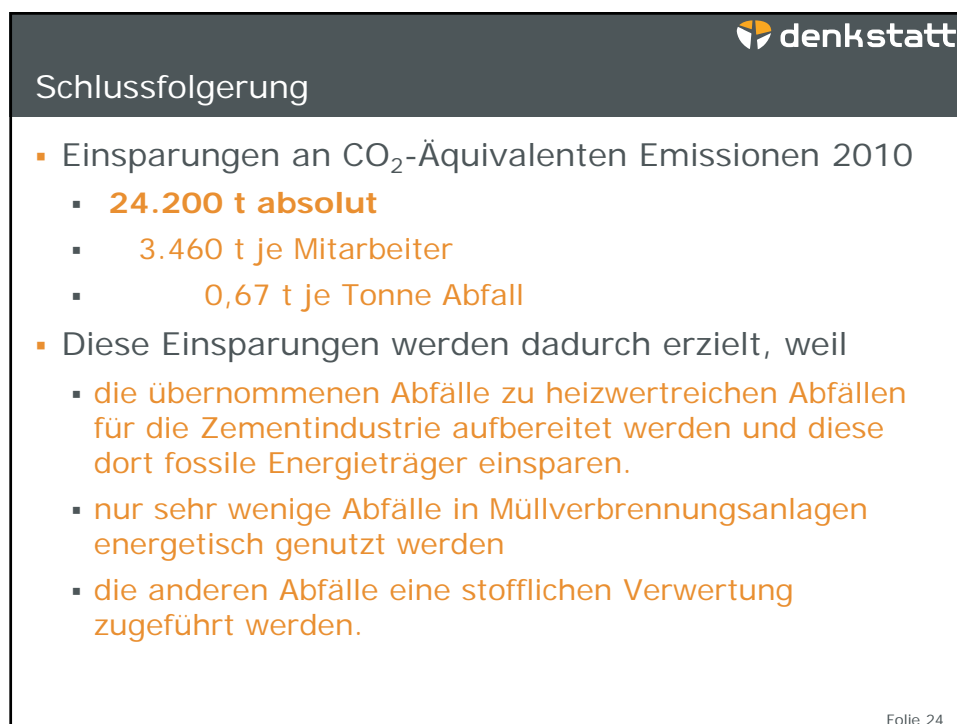 denkstatt
Schlussfolgerung
▪ Einsparungen an CO₂-Äquivalenten Emissionen 2010
▪ 24.200 t absolut
▪ 3.460 t je Mitarbeiter
▪ 0,67 t je Tonne Abfall
▪ Diese Einsparungen werden dadurch erzielt, weil
▪ die übernommenen Abfälle zu heizwertreichen Abfällen
für die Zementindustrie aufbereitet werden und diese
dort fossile Energieträger einsparen.
▪ nur sehr wenige Abfälle in Müllverbrennungsanlagen
energetisch genutzt werden
▪ die anderen Abfälle eine stofflichen Verwertung
zugeführt werden.
Folie 24